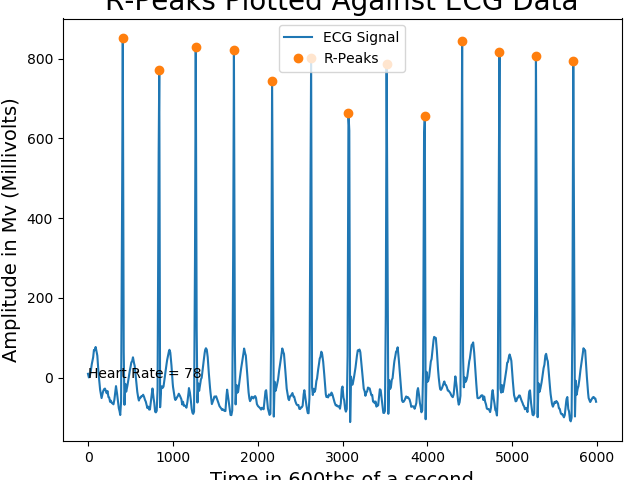 R-Peaks Plotted Against ECG Data
ECG Signal
R-Peaks
Amplitude in Mv (Millivolts)
800
600
400
200
0
Heart Rate = 78
0 1000 2000 3000 4000 5000 6000
Time in 600ths of a second